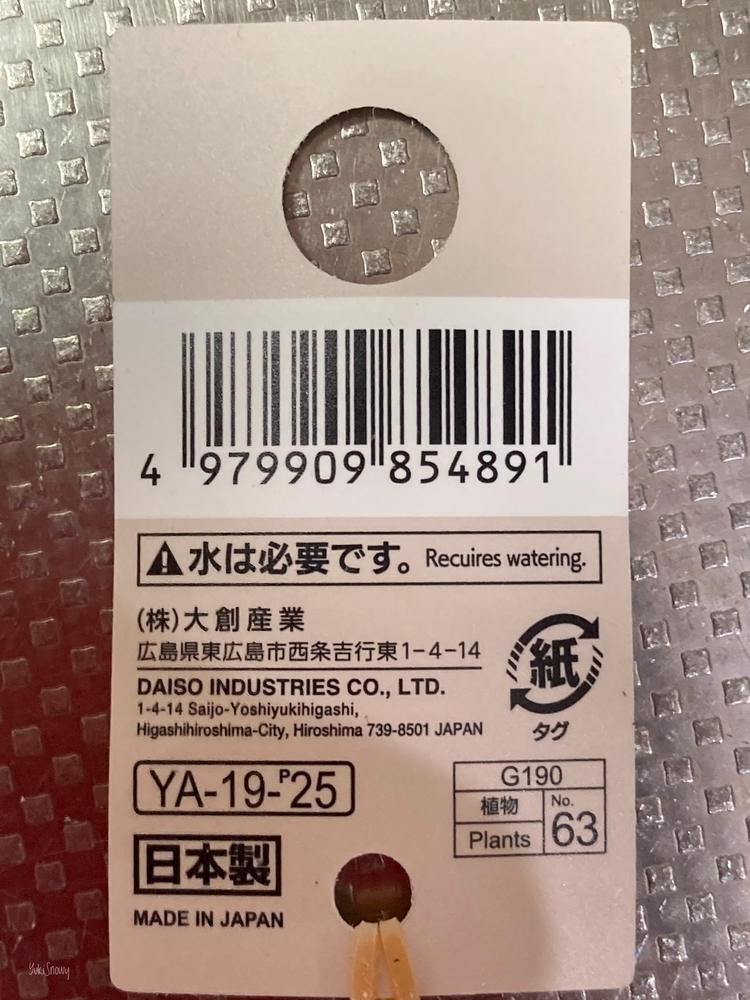 4 979909 854891
水は必要です。 Recuires watering.
(株)大創産業
広島県東広島市西条吉行東1-4-14
DAISO INDUSTRIES CO., LTD.
1-4-14 Saijo-Yoshiyukihigashi,
Higashihiroshima-City, Hiroshima 739-8501 JAPAN
紙
タグ
YA-19-P25
G190
植物
Plants
No.
63
日本製
MADE IN JAPAN
YukiSnowy